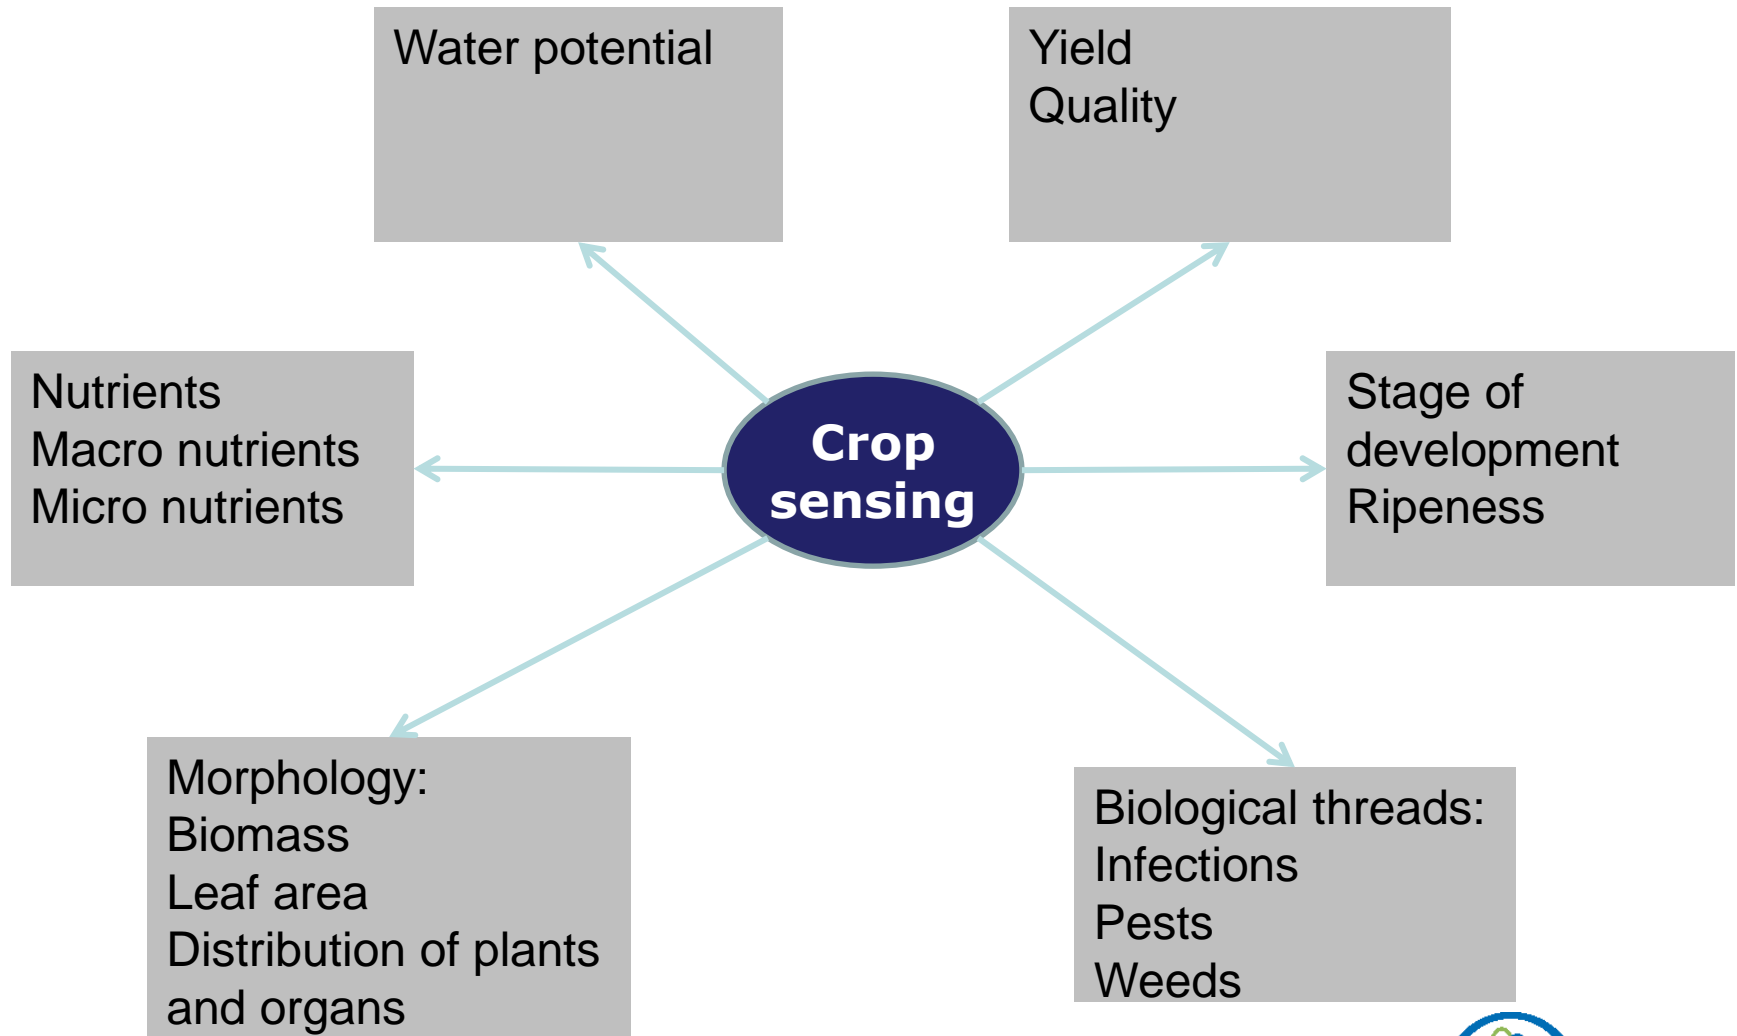 Water potential
Yield
Quality
Nutrients
Macro nutrients
Micro nutrients
Crop
sensing
Stage of
development
Ripeness
Morphology:
Biomass
Leaf area
Distribution of plants
and organs
Biological threads:
Infections
Pests
Weeds